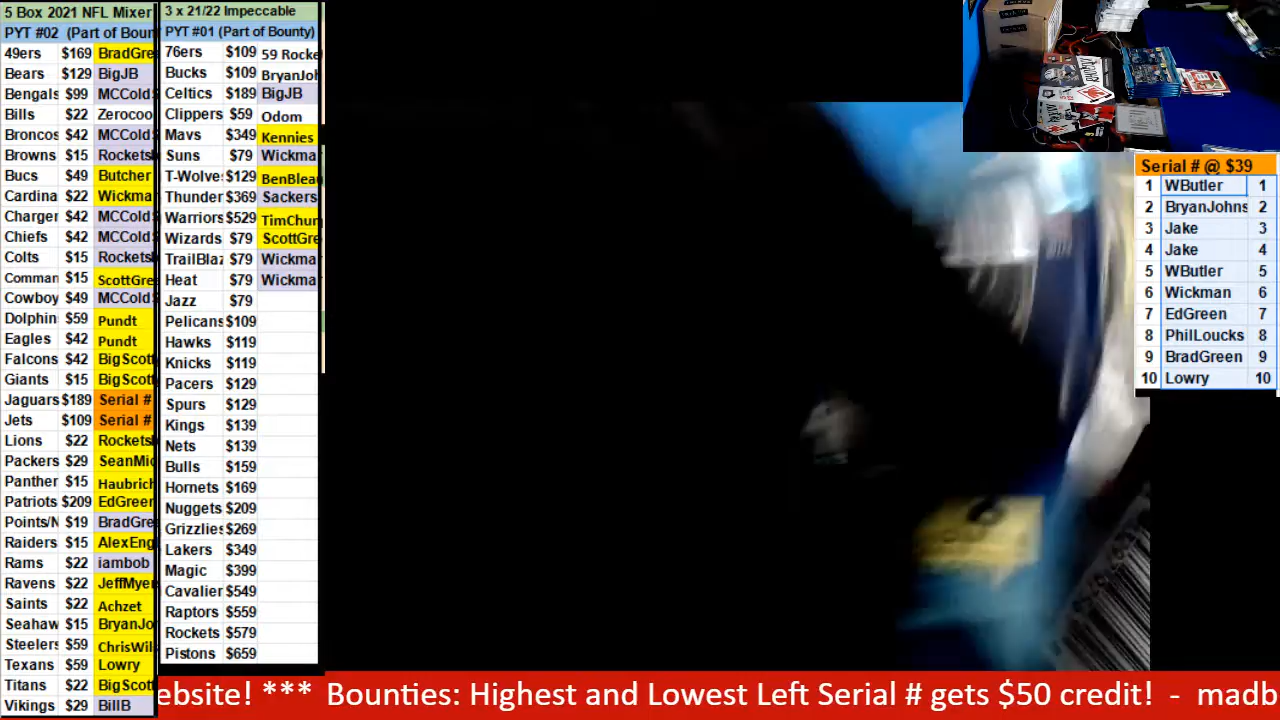 5 Box 2021 NFL Mixer
PYT #02 (Part of Boun
49ers $169 BradGre
Bears $129 BigJB
Bengals $99 MCCold
Bills $22 Zerocoo
Broncos $42 MCCold
Browns $15 Rocketsh
Bucs $49 Butcher
Cardina $22 Wickma
Charger $42 MCCold
Chiefs $42 MCCold
Colts $15 Rocketsh
Comman $15 ScottGre
Cowboy $49 MCCold
Dolphin $59 Pundt
Eagles $42 Pundt
Falcons $42 BigScott
Giants $15 BigScott
Jaguars $189 Serial #
Jets $109 Serial #
Lions $22 Rocketsh
Packers $29 SeanMic
Panther $15 Haubrich
Patriots $209 EdGreen
Points/N $19 BradGre
Raiders $15 AlexEng
Rams $22 iambob
Ravens $22 JeffMyer
Saints $22 Achzet
Seahaw $15 BryanJo
Steelers $59 ChrisWil
Texans $59 Lowry
Titans $22 BigScott
Vikings $29 BillB
3 x 21/22 Impeccable
PYT #01 (Part of Bounty)
76ers $109 59 Rocke
Bucks $109 BryanJoh
Celtics $189 BigJB
Clippers $59 Odom
Mavs $349 Kennies
Suns $79 Wickma
T-Wolve $129 BenBleau
Thunder $369 Sackers
Warriors $529 TimChun
Wizards $79 ScottGre
TrailBlaz $79 Wickma
Heat $79 Wickma
Jazz $79
Pelicans $109
Hawks $119
Knicks $119
Pacers $129
Spurs $129
Kings $139
Nets $139
Bulls $159
Hornets $169
Nuggets $209
Grizzlies $269
Lakers $349
Magic $399
Cavalier $549
Raptors $559
Rockets $579
Pistons $659
Serial # @ $39
1 WButler 1
2 BryanJohns 2
3 Jake 3
4 Jake 4
5 WButler 5
6 Wickman 6
7 EdGreen 7
8 PhilLoucks 8
9 BradGreen 9
10 Lowry 10
ebsite! *** Bounties: Highest and Lowest Left Serial # gets $50 credit! - madb